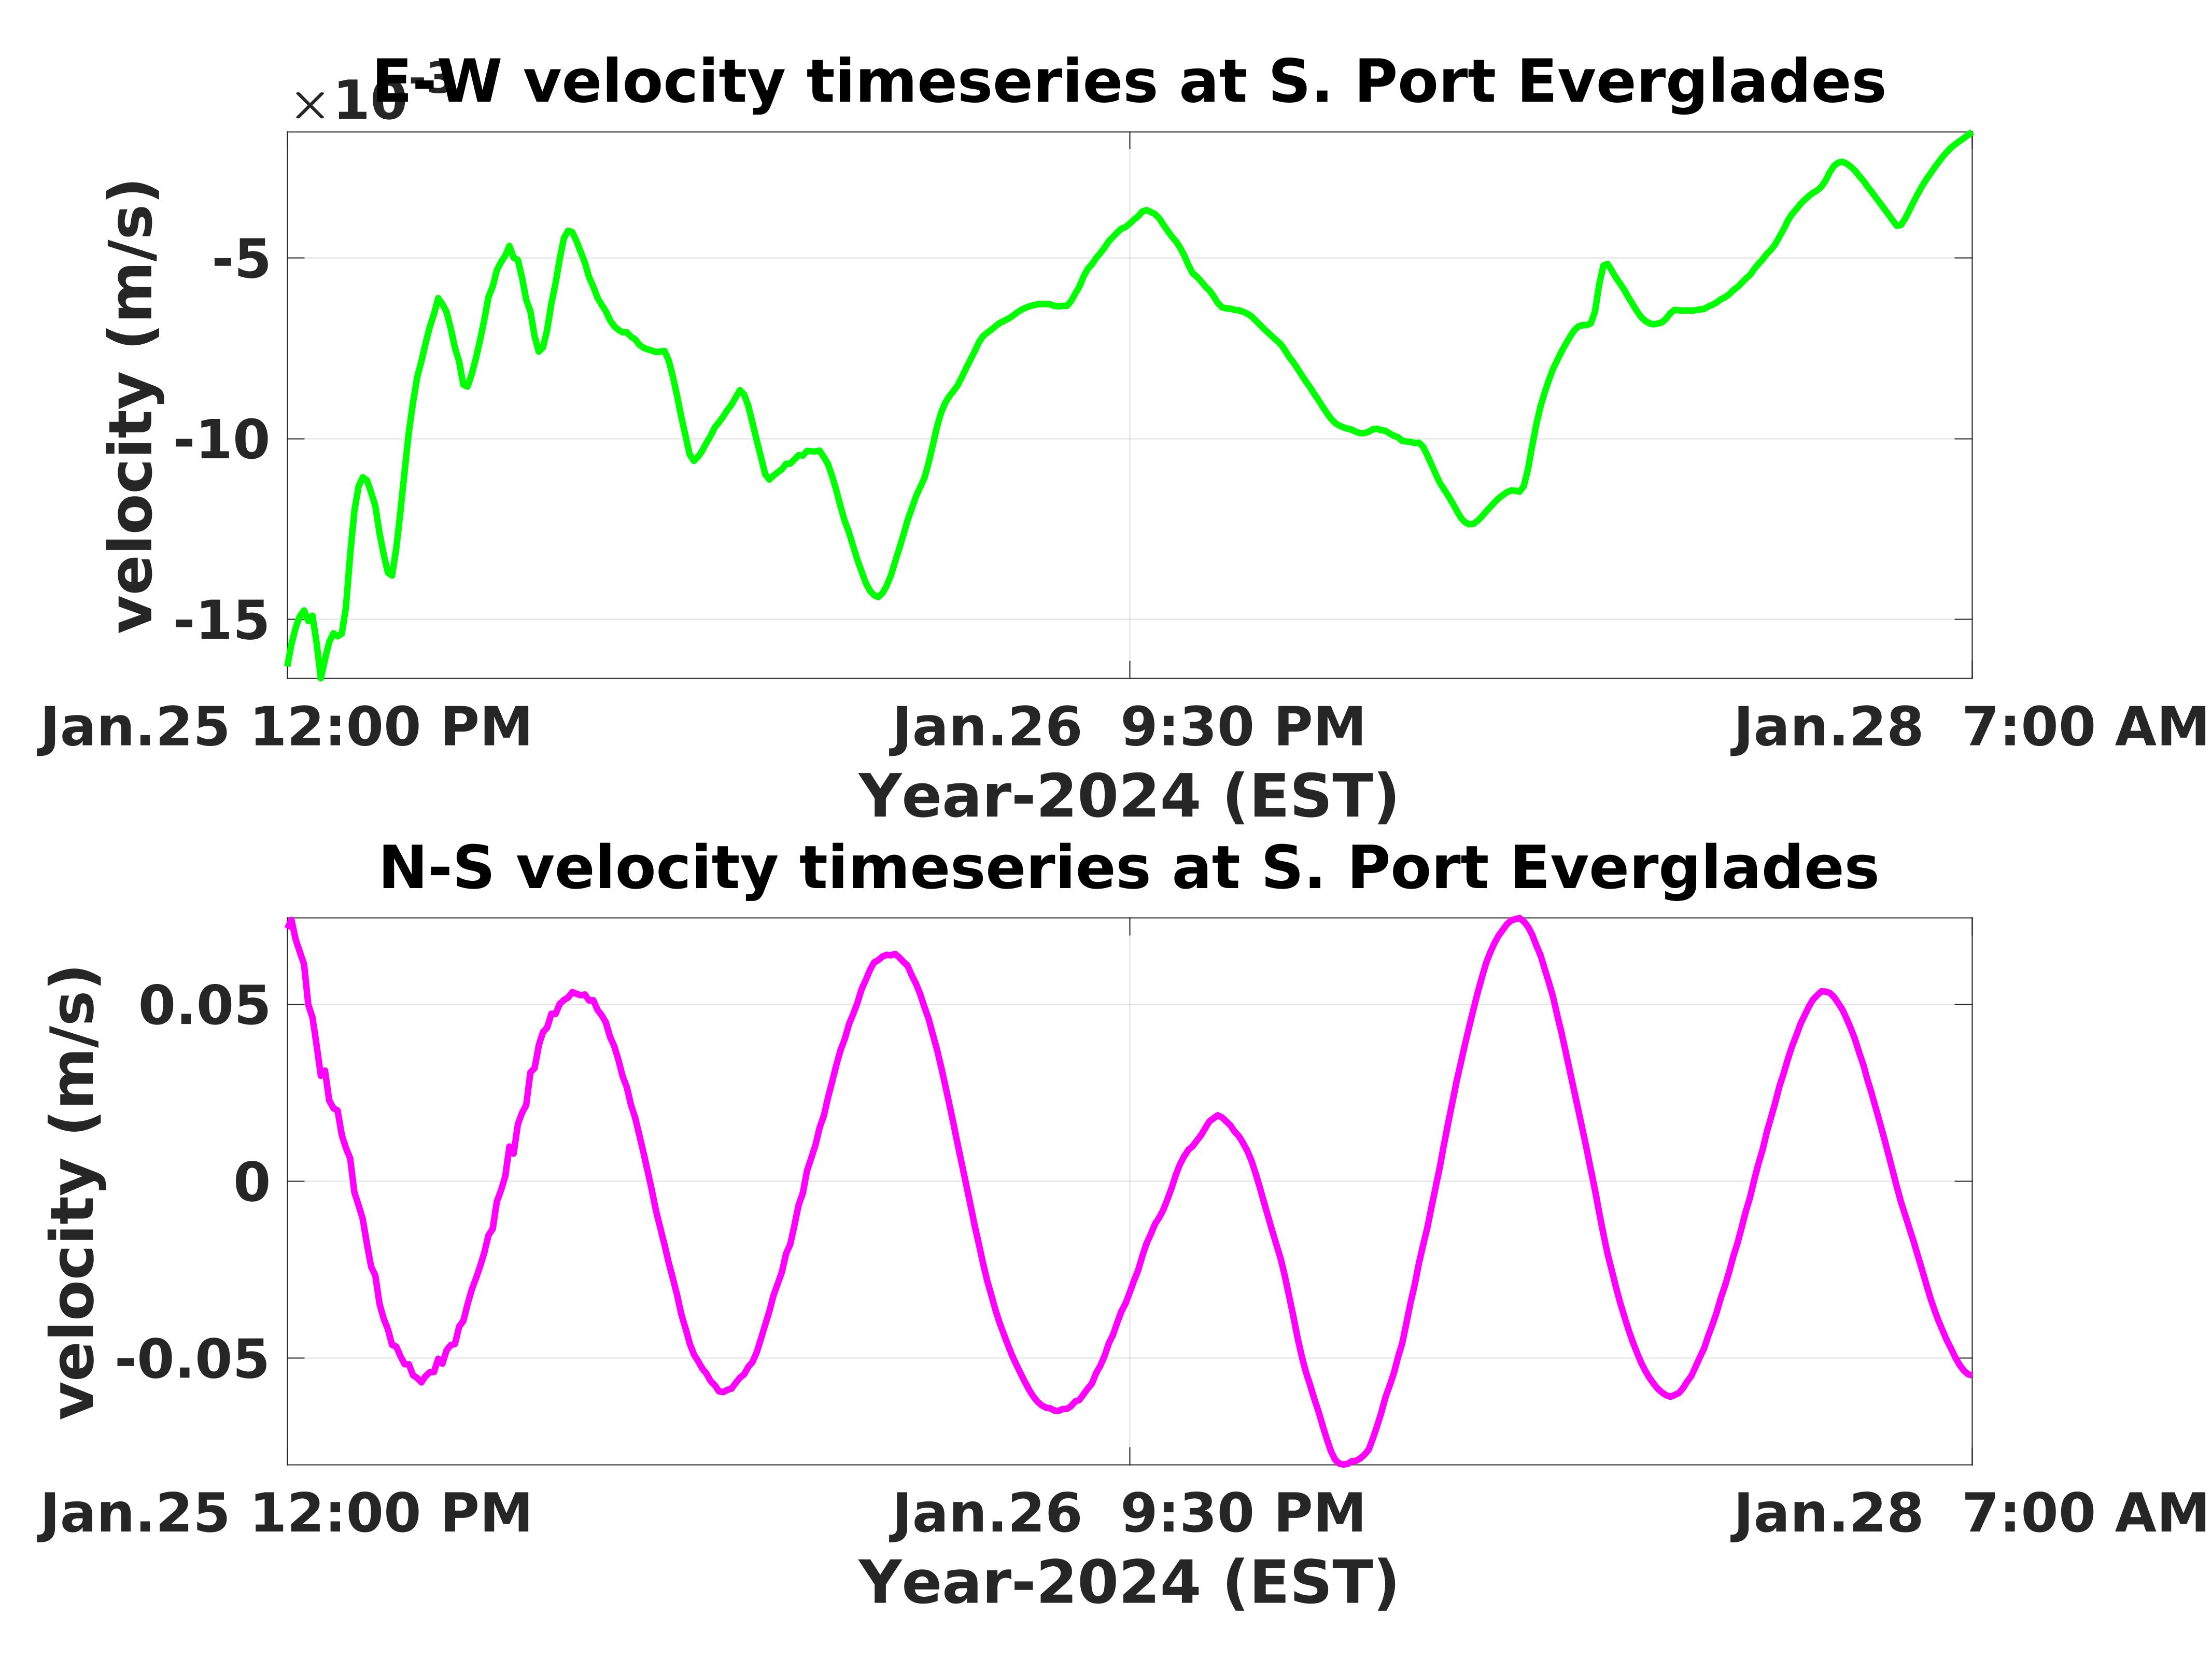 E-W velocity timeseries at S. Port Everglades
×10-3
velocity (m/s)
-5
-10
-15
Jan.25 12:00 PM Jan.26  9:30 PM Jan.28  7:00 AM
Year-2024 (EST)
N-S velocity timeseries at S. Port Everglades
velocity (m/s)
0.05
0
-0.05
Jan.25 12:00 PM Jan.26  9:30 PM Jan.28  7:00 AM
Year-2024 (EST)